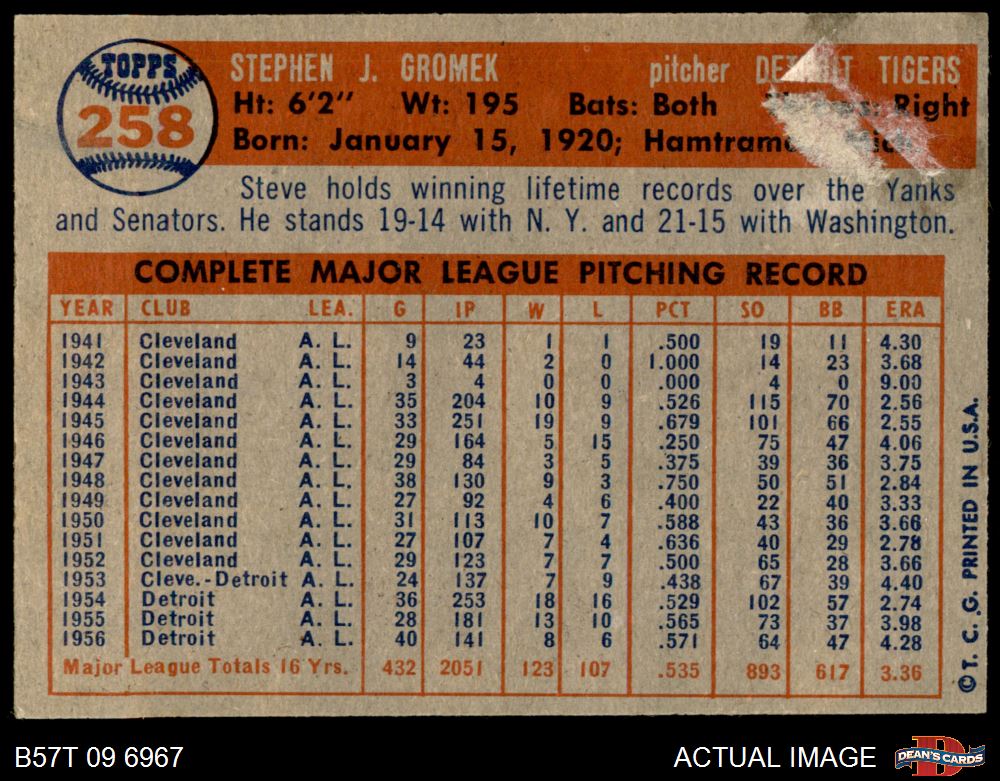 TOPPS
258
STEPHEN J. GROMEK pitcher DETROIT TIGERS
Ht: 6'2" Wt: 195 Bats: Both Right
Born: January 15, 1920; Hamtramck
Steve holds winning lifetime records over the Yanks
and Senators. He stands 19-14 with N. Y. and 21-15 with Washington.
COMPLETE MAJOR LEAGUE PITCHING RECORD
YEAR CLUB LEA. G IP W L PCT SO BB ERA
1941 Cleveland A. L. 9 23 1 1 .500 19 11 4.30
1942 Cleveland A. L. 14 44 2 0 1.000 14 23 3.68
1943 Cleveland A. L. 3 4 0 0 .000 4 0 9.00
1944 Cleveland A. L. 35 204 10 9 .526 115 70 2.56
1945 Cleveland A. L. 33 251 19 9 .679 101 66 2.55
1946 Cleveland A. L. 29 164 5 15 .250 75 47 4.06
1947 Cleveland A. L. 29 84 3 5 .375 39 36 3.75
1948 Cleveland A. L. 38 130 9 3 .750 50 51 2.84
1949 Cleveland A. L. 27 92 4 6 .400 22 40 3.33
1950 Cleveland A. L. 31 113 10 7 .588 43 36 3.66
1951 Cleveland A. L. 27 107 7 4 .636 40 29 2.78
1952 Cleveland A. L. 29 123 7 7 .500 65 28 3.66
1953 Cleve.-Detroit A. L. 24 137 7 9 .438 67 39 4.40
1954 Detroit A. L. 36 253 18 16 .529 102 57 2.74
1955 Detroit A. L. 28 181 13 10 .565 73 37 3.98
1956 Detroit A. L. 40 141 8 6 .571 64 47 4.28
Major League Totals 16 Yrs. 432 2051 123 107 .535 893 617 3.36
© T. C. G. PRINTED IN U.S.A.
B57T 09 6967 ACTUAL IMAGE DEAN'S CARDS